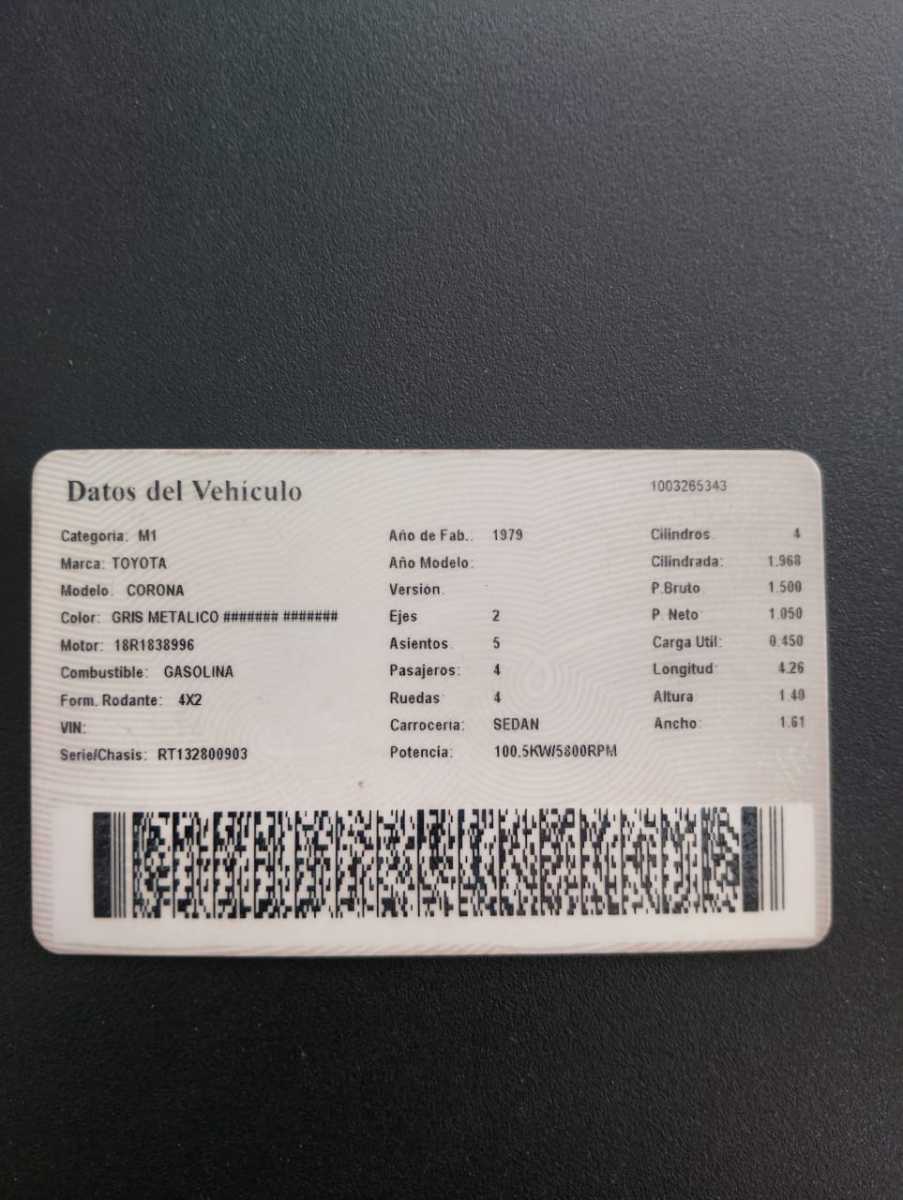 Datos del Vehículo
1003265343
Categoria: M1
Marca: TOYOTA
Modelo: CORONA
Color: GRIS METALICO ####### #######
Motor: 18R1838996
Combustible: GASOLINA
Form. Rodante: 4X2
VIN:
Serie/Chasis: RT132800903
Año de Fab.: 1979
Año Modelo:
Version:
Ejes 2
Asientos 5
Pasajeros: 4
Ruedas 4
Carroceria: SEDAN
Potencia: 100.5KW/5800RPM
Cilindros 4
Cilindrada: 1.968
P.Bruto 1.500
P. Neto 1.050
Carga Util: 0.450
Longitud: 4.26
Altura 1.40
Ancho: 1.61